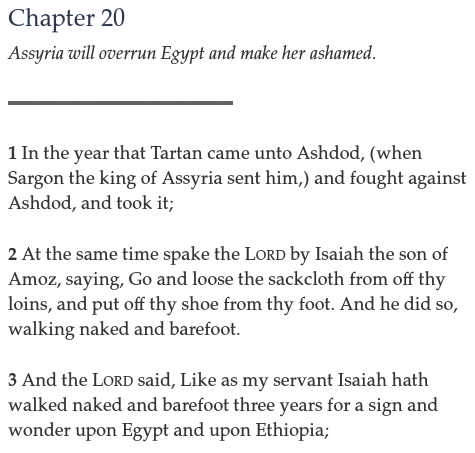 Chapter 20
Assyria will overrun Egypt and make her ashamed.
1 In the year that Tartan came unto Ashdod, (when
Sargon the king of Assyria sent him,) and fought against
Ashdod, and took it;
2 At the same time spake the LORD by Isaiah the son of
Amoz, saying, Go and loose the sackcloth from off thy
loins, and put off thy shoe from thy foot. And he did so,
walking naked and barefoot.
3 And the LORD said, Like as my servant Isaiah hath
walked naked and barefoot three years for a sign and
wonder upon Egypt and upon Ethiopia;